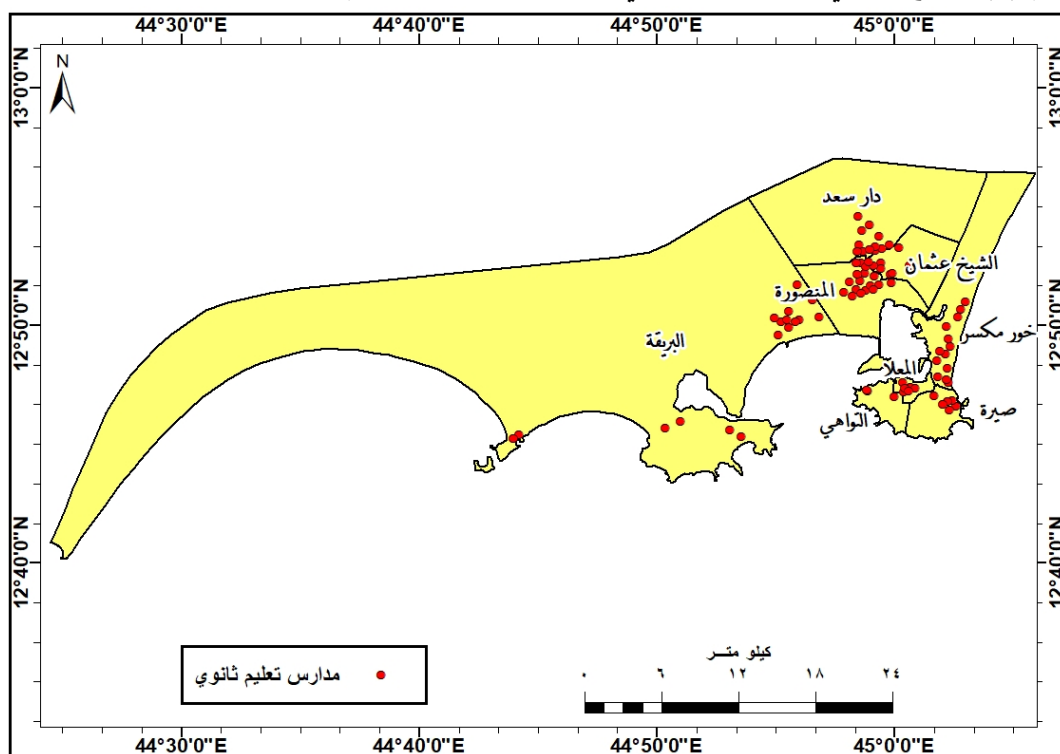 44°30'0"E
44°40'0"E
44°50'0"E
45°0'0"E
N
13°0'0"N
13°0'0"N
دار سعد
الشيخ عثمان
المنصورة
12°50'0"N
12°50'0"N
خور مكسر
البريقة
المعلا
صيرة
التواهي
12°40'0"N
12°40'0"N
كيلو متر
٠ ٦ ١٢ ١٨ ٢٤
مدارس تعليم ثانوي
44°30'0"E
44°40'0"E
44°50'0"E
45°0'0"E